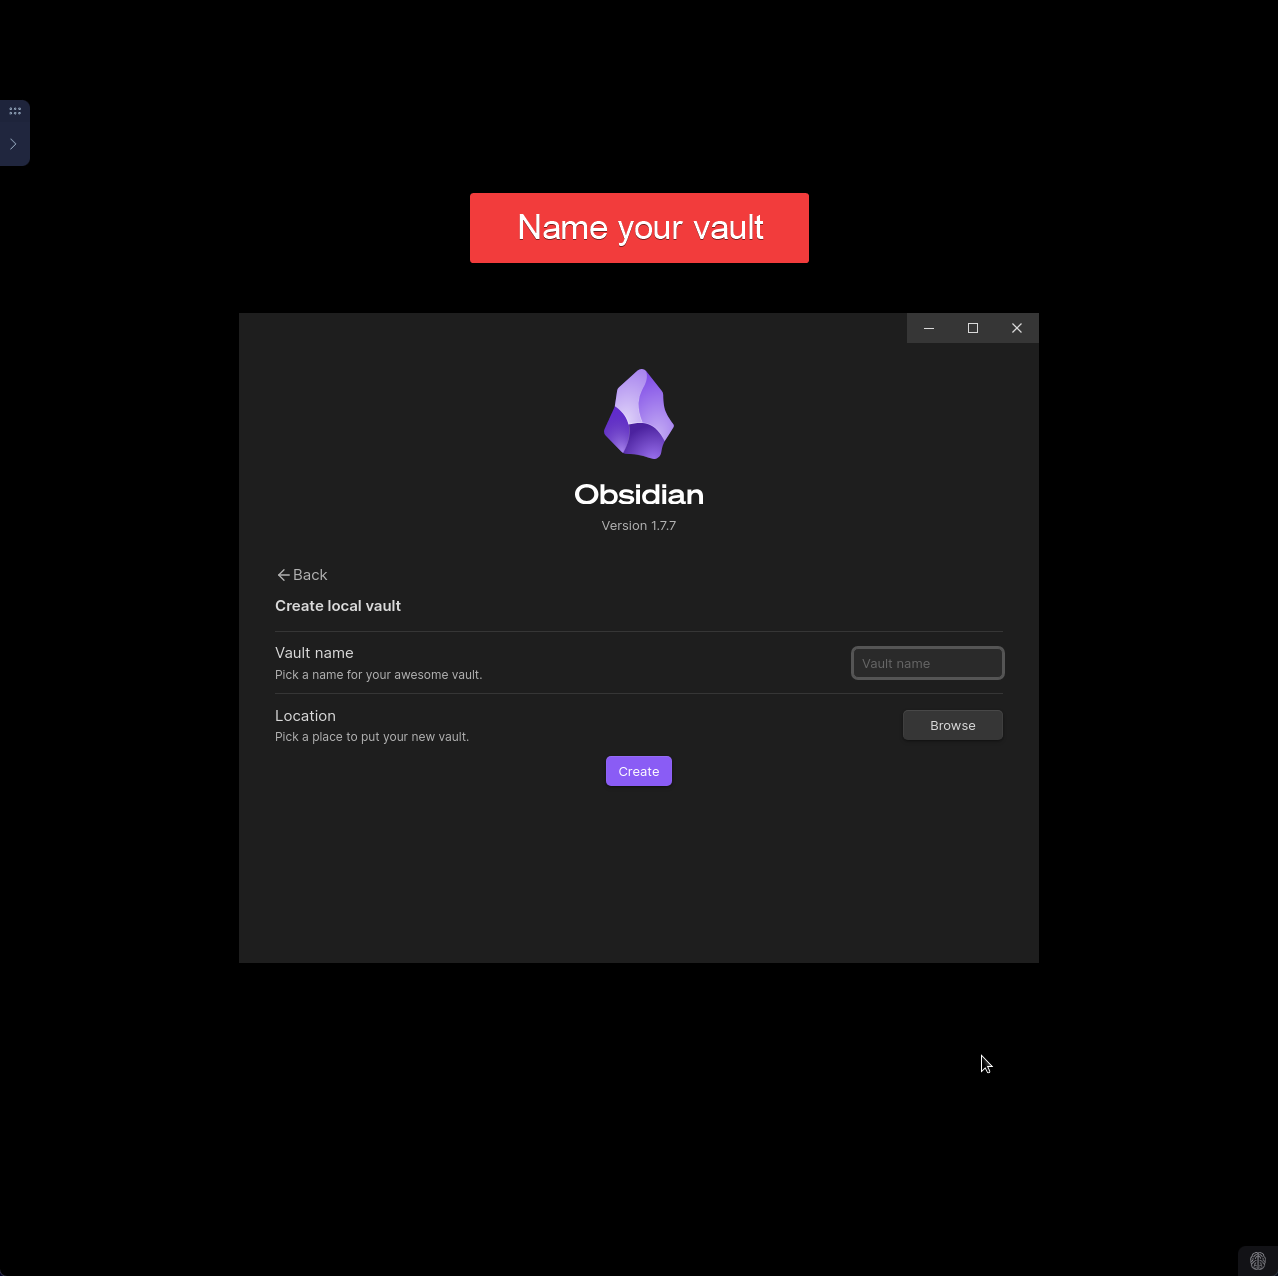 Name your vault
Obsidian
Version 1.7.7
Back
Create local vault
Vault name
Pick a name for your awesome vault.
Vault name
Location
Pick a place to put your new vault.
Browse
Create